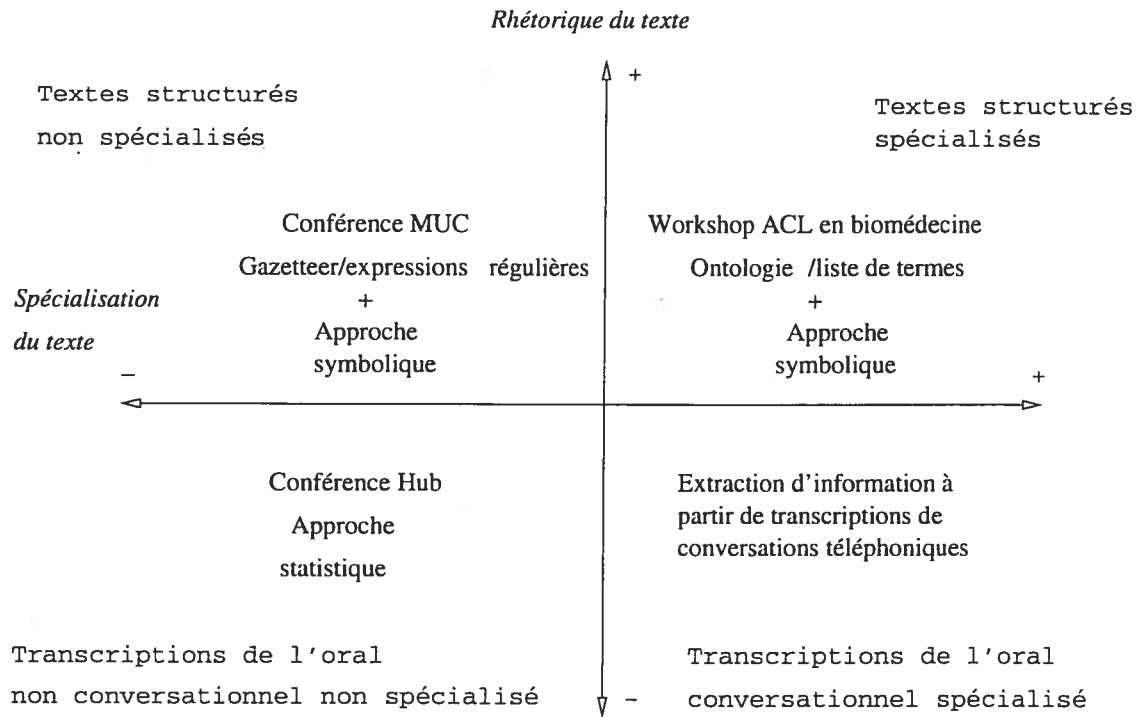 Rhétorique du texte
+
Textes structurés
non spécialisés
Textes structurés
spécialisés
Conférence MUC
Gazetteer/expressions régulières
+
Approche
symbolique
Workshop ACL en biomédecine
Ontologie /liste de termes
+
Approche
symbolique
Spécialisation
du texte
–
+
Conférence Hub
Approche
statistique
Extraction d'information à
partir de transcriptions de
conversations téléphoniques
Transcriptions de l'oral
non conversationnel non spécialisé
Transcriptions de l'oral
conversationnel spécialisé
–